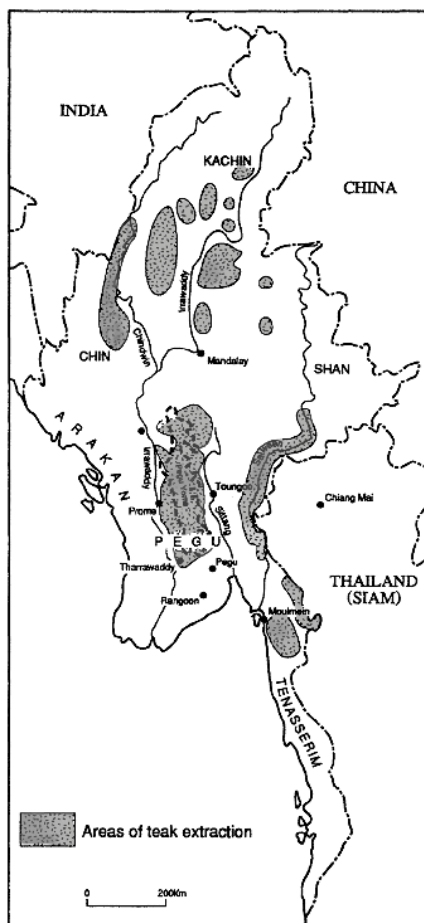 INDIA
KACHIN
CHINA
Irrawaddy
CHIN
Chindwin
Mandalay
SHAN
ARAKAN
Irrawaddy
Toungoo
Chiang Mai
Prome
Sittang
PEGU
Tharrawaddy
Pegu
THAILAND
(SIAM)
Rangoon
Moulmein
TENASSERIM
Areas of teak extraction
0 200Km